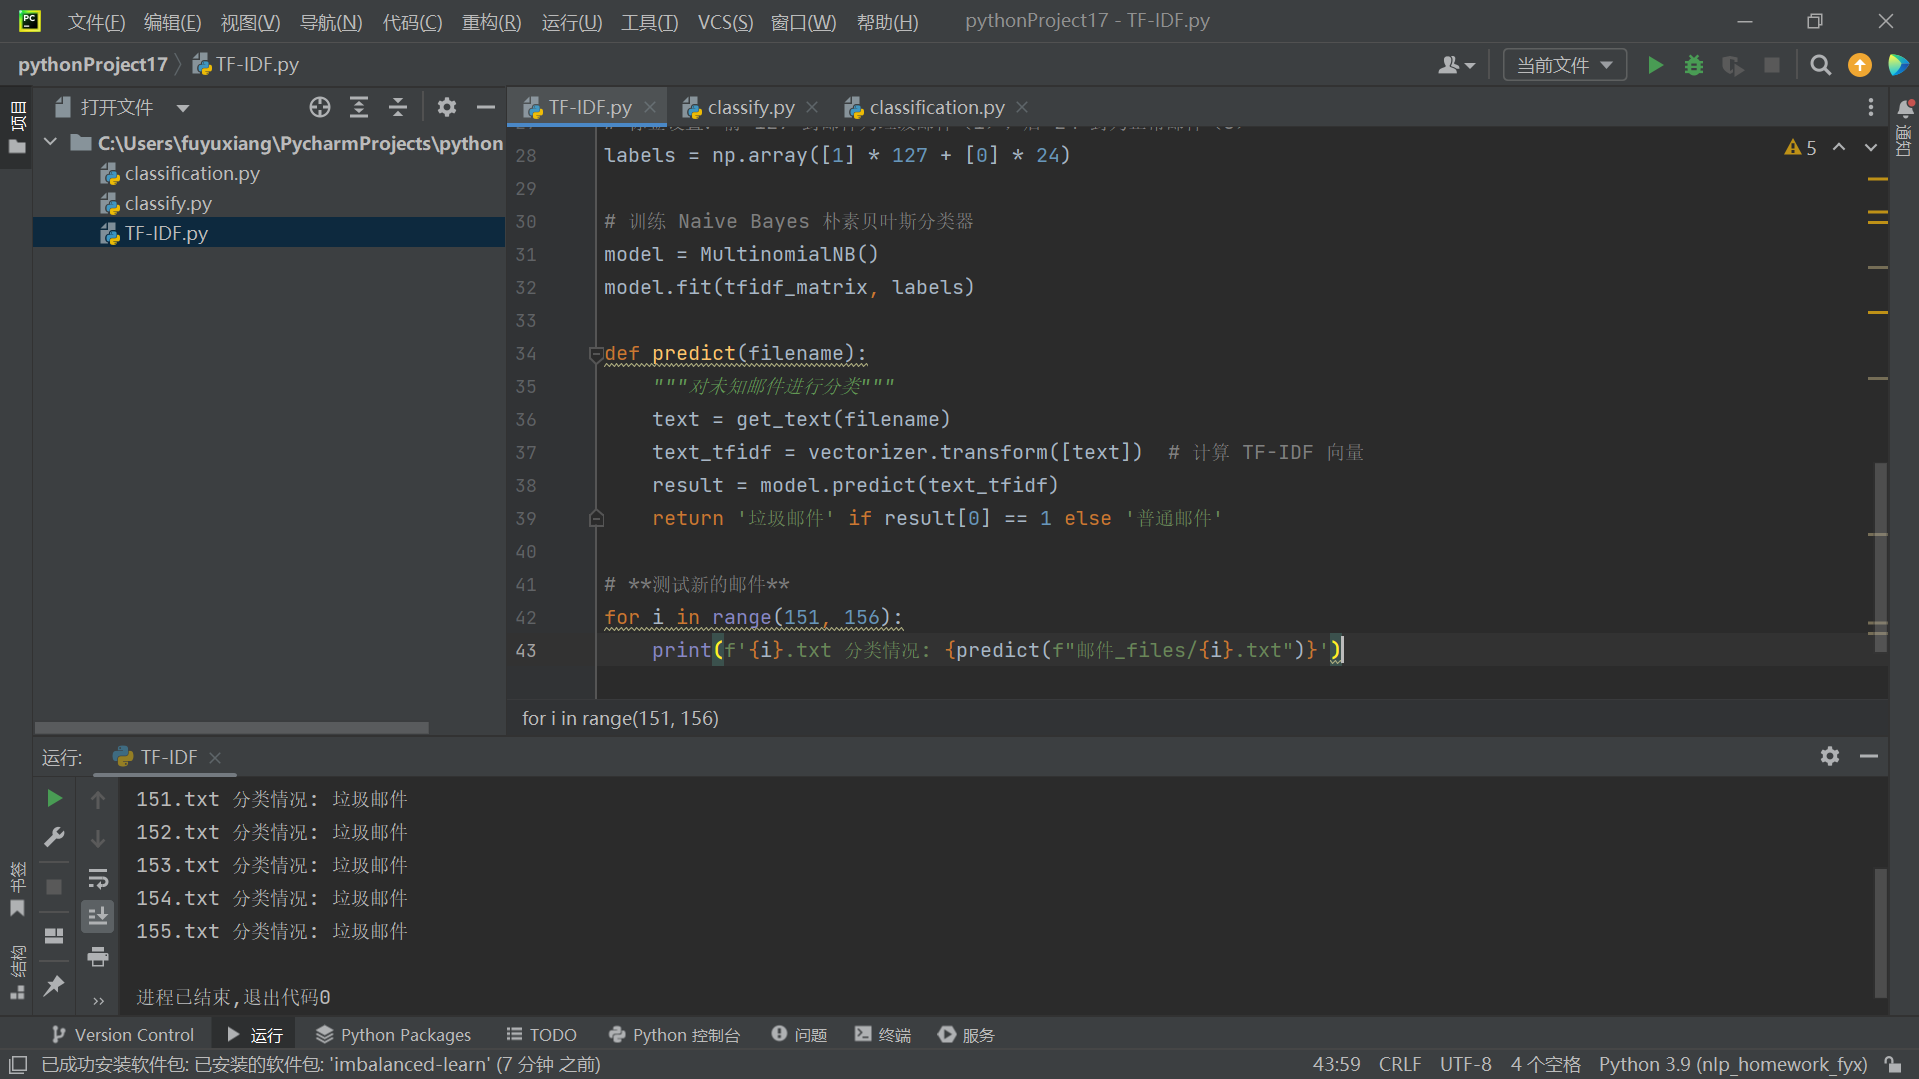 文件(F) 编辑(E) 视图(V) 导航(N) 代码(C) 重构(R) 运行(U) 工具(T) VCS(S) 窗口(W) 帮助(H) pythonProject17 - TF-IDF.py
pythonProject17 TF-IDF.py 当前文件
项目
打开文件
C:\Users\fuyuxiang\PycharmProjects\python
classification.py
classify.py
TF-IDF.py
TF-IDF.py classify.py classification.py
通知
5
28 labels = np.array([1] * 127 + [0] * 24)
29
30 # 训练 Naive Bayes 朴素贝叶斯分类器
31 model = MultinomialNB()
32 model.fit(tfidf_matrix, labels)
33
34 def predict(filename):
35 """对未知邮件进行分类"""
36 text = get_text(filename)
37 text_tfidf = vectorizer.transform([text])  # 计算 TF-IDF 向量
38 result = model.predict(text_tfidf)
39 return '垃圾邮件' if result[0] == 1 else '普通邮件'
40
41 # **测试新的邮件**
42 for i in range(151, 156):
43 print(f'{i}.txt 分类情况: {predict(f"邮件_files/{i}.txt")}')
for i in range(151, 156)
运行: TF-IDF
151.txt 分类情况: 垃圾邮件
152.txt 分类情况: 垃圾邮件
153.txt 分类情况: 垃圾邮件
154.txt 分类情况: 垃圾邮件
155.txt 分类情况: 垃圾邮件
进程已结束,退出代码0
书签
结构
Version Control 运行 Python Packages TODO Python 控制台 问题 终端 服务
已成功安装软件包: 已安装的软件包: 'imbalanced-learn' (7 分钟 之前) 43:59 CRLF UTF-8 4 个空格 Python 3.9 (nlp_homework_fyx)